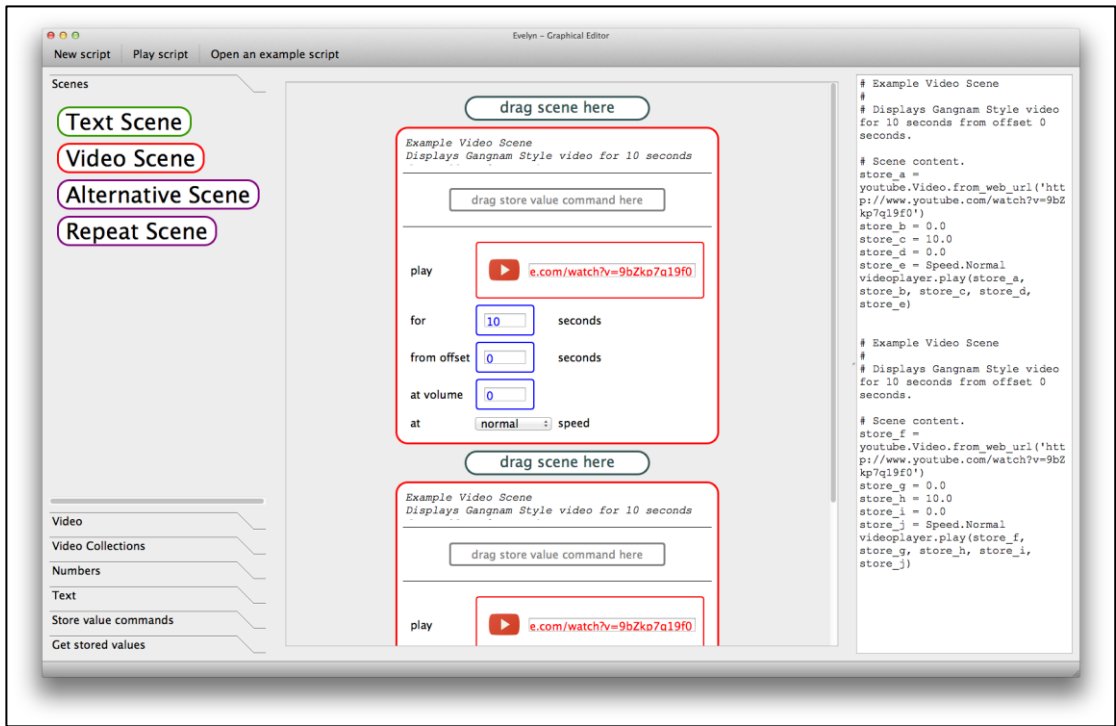 Evelyn – Graphical Editor
New script Play script Open an example script
Scenes
Text Scene
Video Scene
Alternative Scene
Repeat Scene
Video
Video Collections
Numbers
Text
Store value commands
Get stored values
drag scene here
Example Video Scene
Displays Gangnam Style video for 10 seconds
drag store value command here
play e.com/watch?v=9bZkp7q19f0
for 10 seconds
from offset 0 seconds
at volume 0
at normal speed
drag scene here
Example Video Scene
Displays Gangnam Style video for 10 seconds
drag store value command here
play e.com/watch?v=9bZkp7q19f0
# Example Video Scene
#
# Displays Gangnam Style video
for 10 seconds from offset 0
seconds.
# Scene content.
store_a =
youtube.Video.from_web_url('htt
p://www.youtube.com/watch?v=9bZ
kp7q19f0')
store_b = 0.0
store_c = 10.0
store_d = 0.0
store_e = Speed.Normal
videoplayer.play(store_a,
store_b, store_c, store_d,
store_e)
# Example Video Scene
#
# Displays Gangnam Style video
for 10 seconds from offset 0
seconds.
# Scene content.
store_f =
youtube.Video.from_web_url('htt
p://www.youtube.com/watch?v=9bZ
kp7q19f0')
store_g = 0.0
store_h = 10.0
store_i = 0.0
store_j = Speed.Normal
videoplayer.play(store_f,
store_g, store_h, store_i,
store_j)